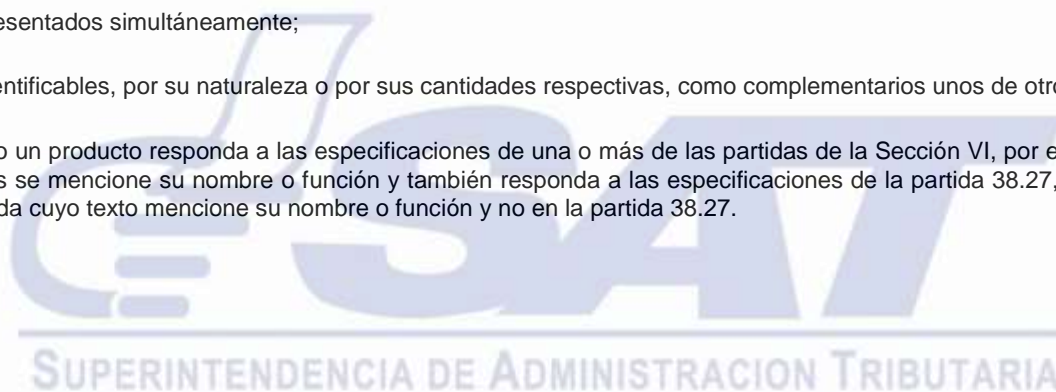 esentados simultáneamente;
entificables, por su naturaleza o por sus cantidades respectivas, como complementarios unos de otro
o un producto responda a las especificaciones de una o más de las partidas de la Sección VI, por e
s se mencione su nombre o función y también responda a las especificaciones de la partida 38.27,
da cuyo texto mencione su nombre o función y no en la partida 38.27.
SAT
SUPERINTENDENCIA DE ADMINISTRACION TRIBUTARIA